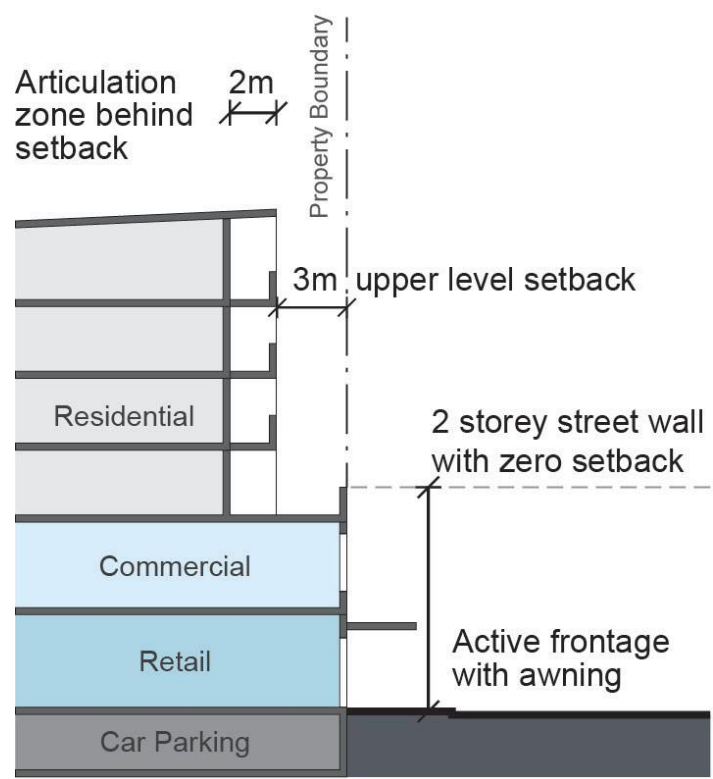 Articulation
zone behind
setback
2m
Property Boundary
3m upper level setback
Residential
2 storey street wall
with zero setback
Commercial
Retail
Active frontage
with awning
Car Parking